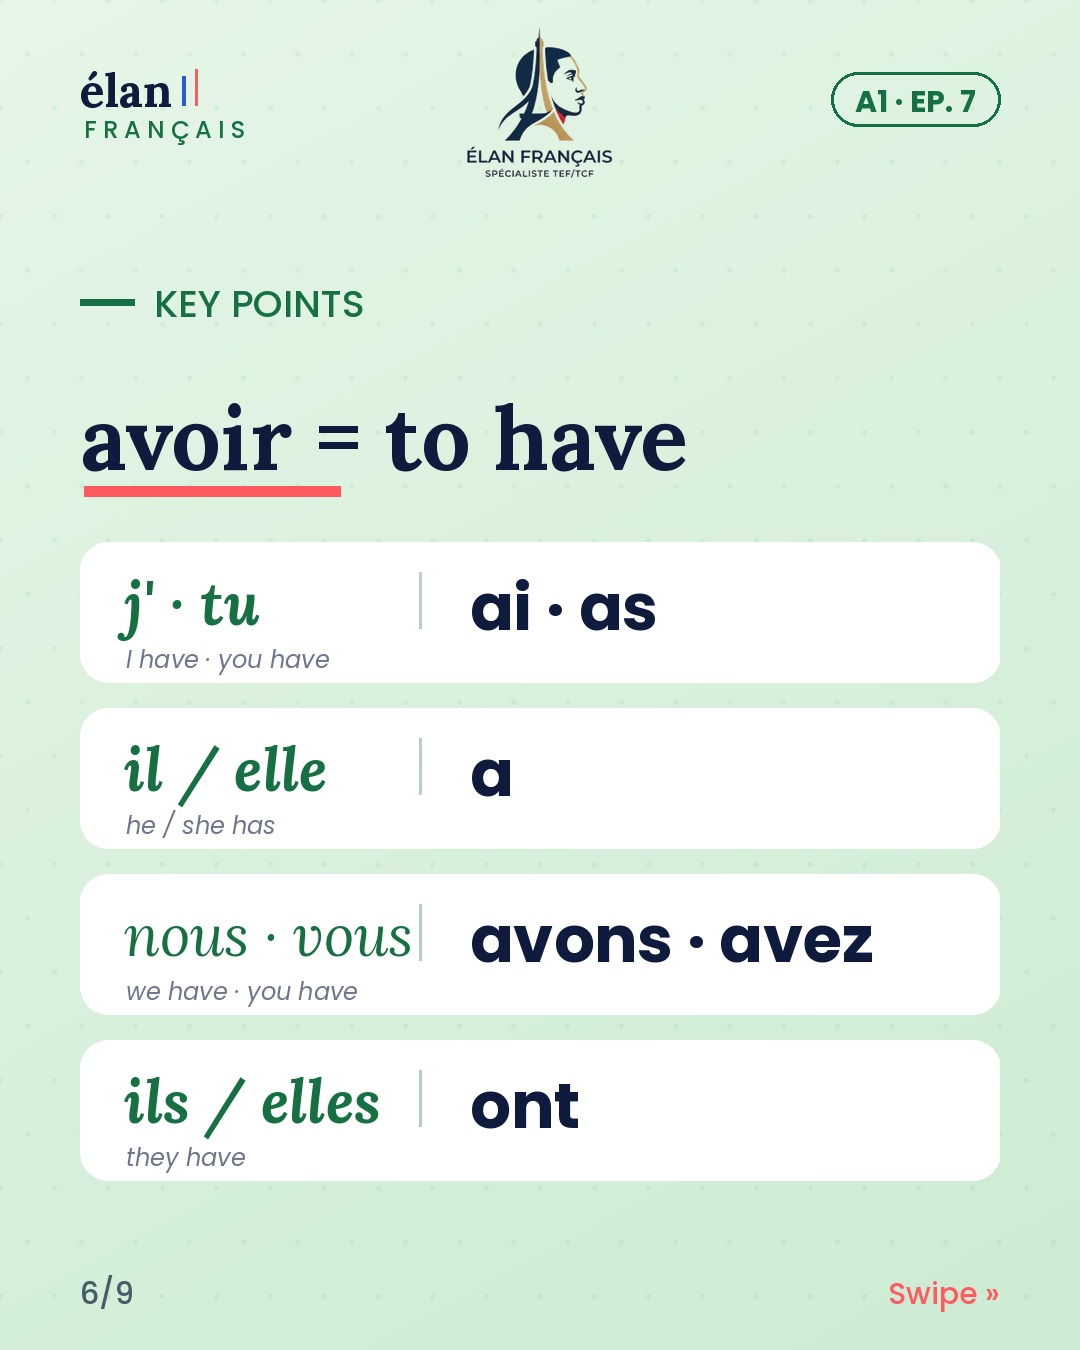 élan
FRANÇAIS
ÉLAN FRANÇAIS
SPÉCIALISTE TEF/TCF
A1 · EP. 7
KEY POINTS
avoir = to have
j' · tu
ai · as
I have · you have
il / elle
a
he / she has
nous · vous
avons · avez
we have · you have
ils / elles
ont
they have
6/9
Swipe »